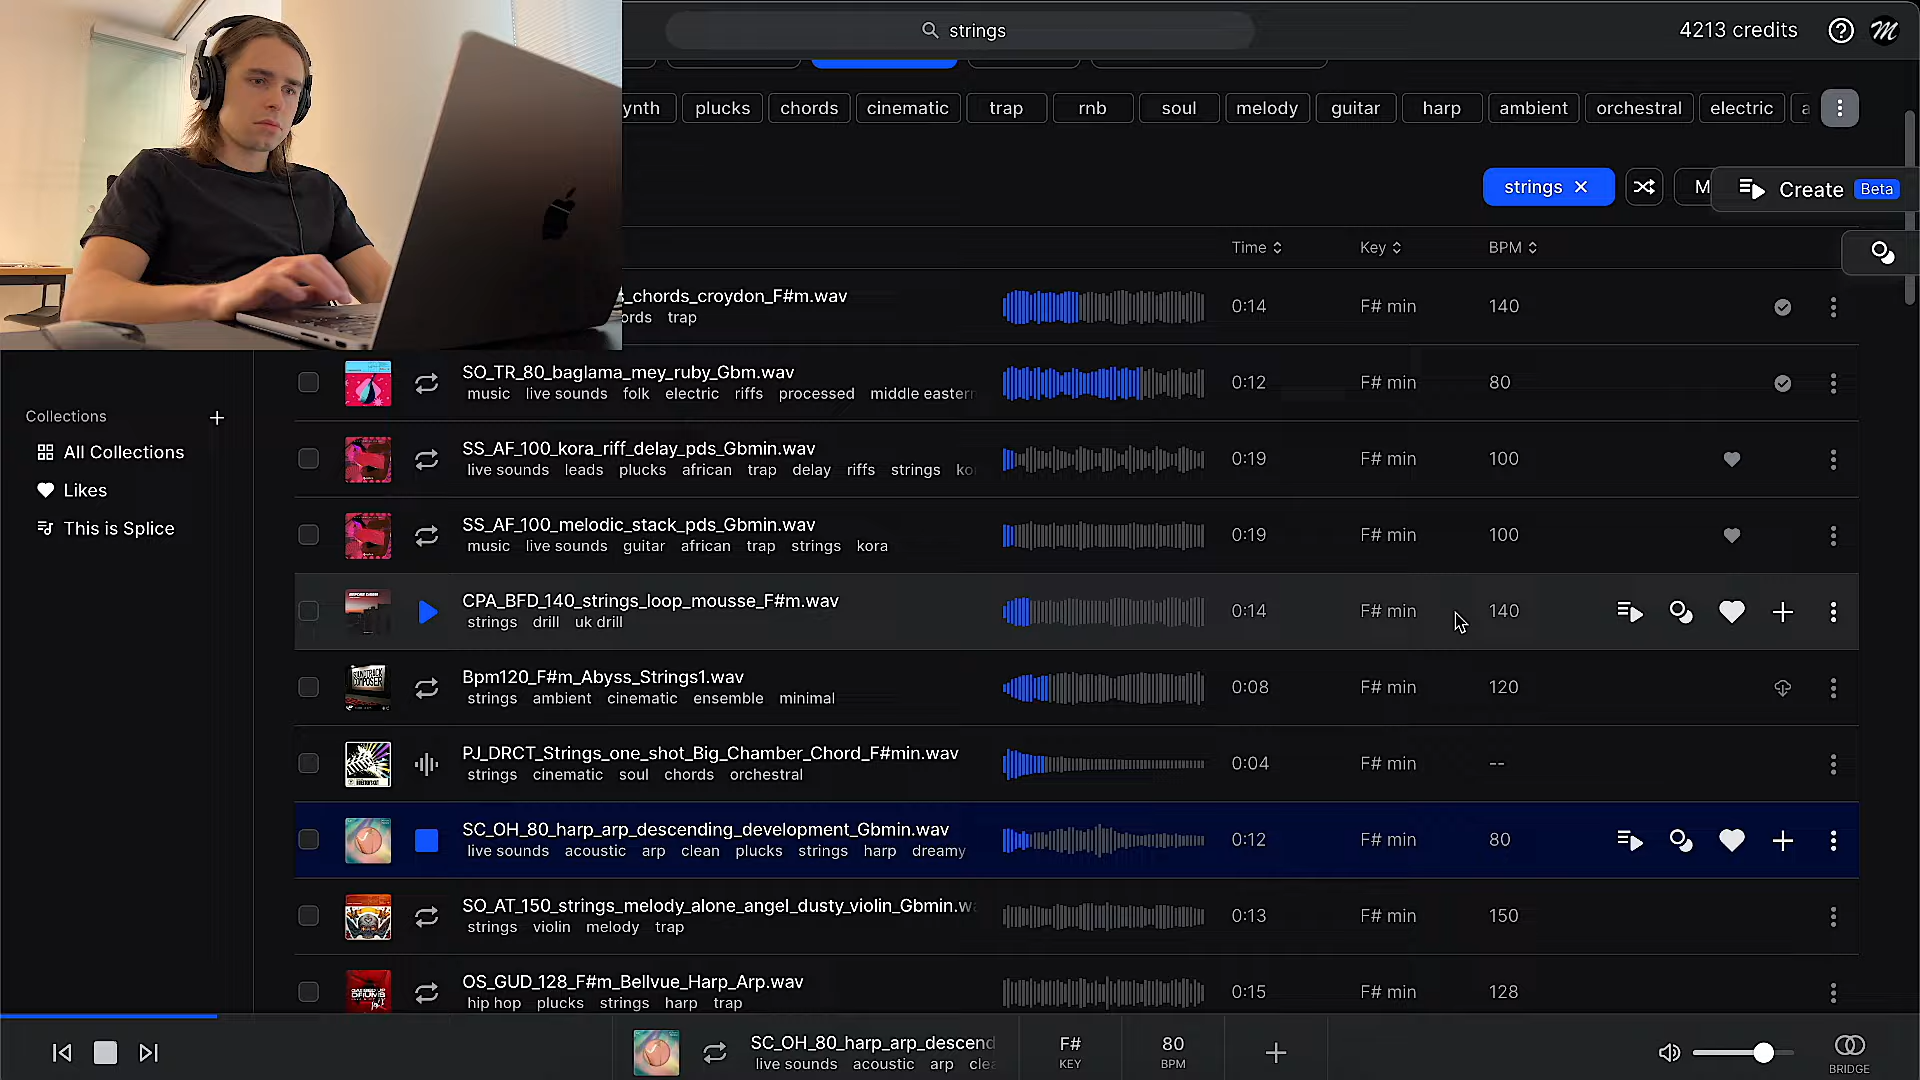 strings
4213 credits
plucks
chords
cinematic
trap
rnb
soul
melody
guitar
harp
ambient
orchestral
electric
strings
Create Beta
Time Key BPM
chords_croydon_F#m.wav
trap
0:14 F# min 140
SO_TR_80_baglama_mey_ruby_Gbm.wav
music live sounds folk electric riffs processed middle eastern
0:12 F# min 80
SS_AF_100_kora_riff_delay_pds_Gbmin.wav
live sounds leads plucks african trap delay riffs strings
0:19 F# min 100
SS_AF_100_melodic_stack_pds_Gbmin.wav
music live sounds guitar african trap strings kora
0:19 F# min 100
CPA_BFD_140_strings_loop_mousse_F#m.wav
strings drill uk drill
0:14 F# min 140
Bpm120_F#m_Abyss_Strings1.wav
strings ambient cinematic ensemble minimal
0:08 F# min 120
PJ_DRCT_Strings_one_shot_Big_Chamber_Chord_F#min.wav
strings cinematic soul chords orchestral
0:04 F# min --
SC_OH_80_harp_arp_descending_development_Gbmin.wav
live sounds acoustic arp clean plucks strings harp dreamy
0:12 F# min 80
SO_AT_150_strings_melody_alone_angel_dusty_violin_Gbmin.w
strings violin melody trap
0:13 F# min 150
OS_GUD_128_F#m_Bellvue_Harp_Arp.wav
hip hop plucks strings harp trap
0:15 F# min 128
Collections
All Collections
Likes
This is Splice
SC_OH_80_harp_arp_descend
live sounds acoustic arp
F#
KEY
80
BPM
BRIDGE